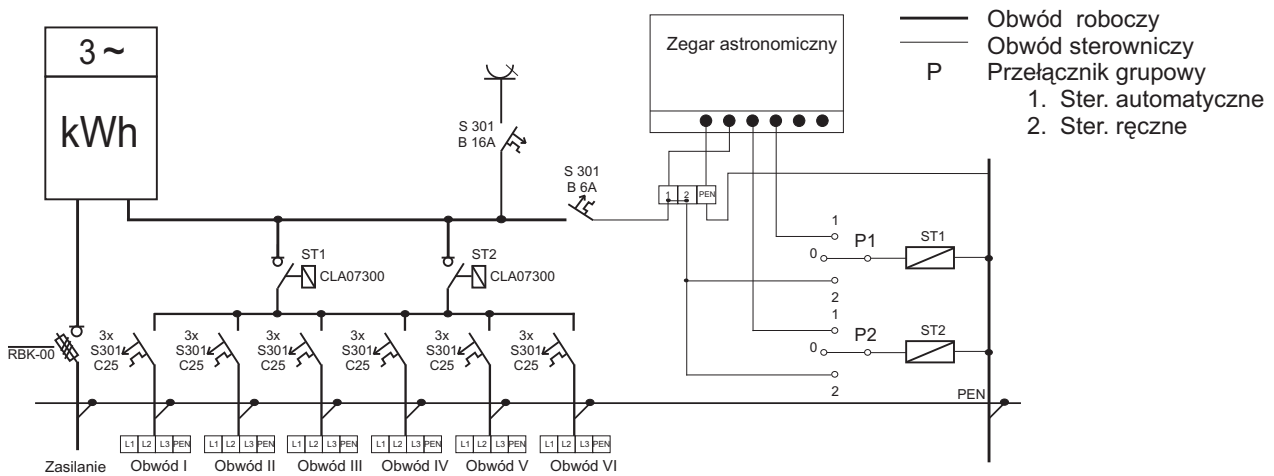 3 ~
kWh
Zegar astronomiczny
Obwód roboczy
Obwód sterowniczy
P Przełącznik grupowy
1. Ster. automatyczne
2. Ster. ręczne
S 301
B 16A
S 301
B 6A
1 2 PEN
ST1
CLA07300
ST2
CLA07300
1
0 P1 ST1
2
1
0 P2 ST2
2
RBK-00
3x
S301
C25
3x
S301
C25
3x
S301
C25
3x
S301
C25
3x
S301
C25
3x
S301
C25
PEN
L1 L2 L3 PEN
L1 L2 L3 PEN
L1 L2 L3 PEN
L1 L2 L3 PEN
L1 L2 L3 PEN
L1 L2 L3 PEN
Zasilanie Obwód I Obwód II Obwód III Obwód IV Obwód V Obwód VI